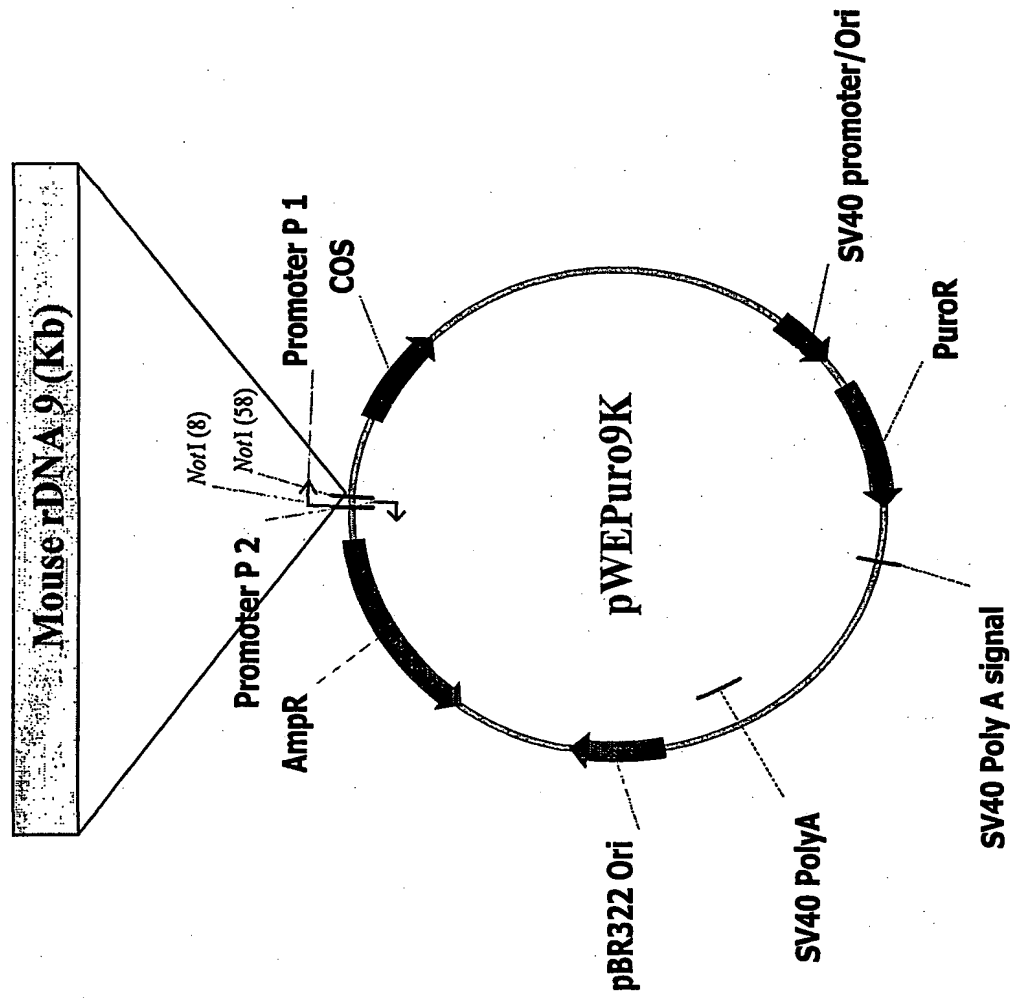 Mouse rDNA 9 (Kb)
NotI (8)
NotI (58)
Promoter P 1
Promoter P 2
COS
AmpR
pWEPuro9K
SV40 promoter/Ori
PuroR
pBR322 Ori
SV40 PolyA
SV40 Poly A signal